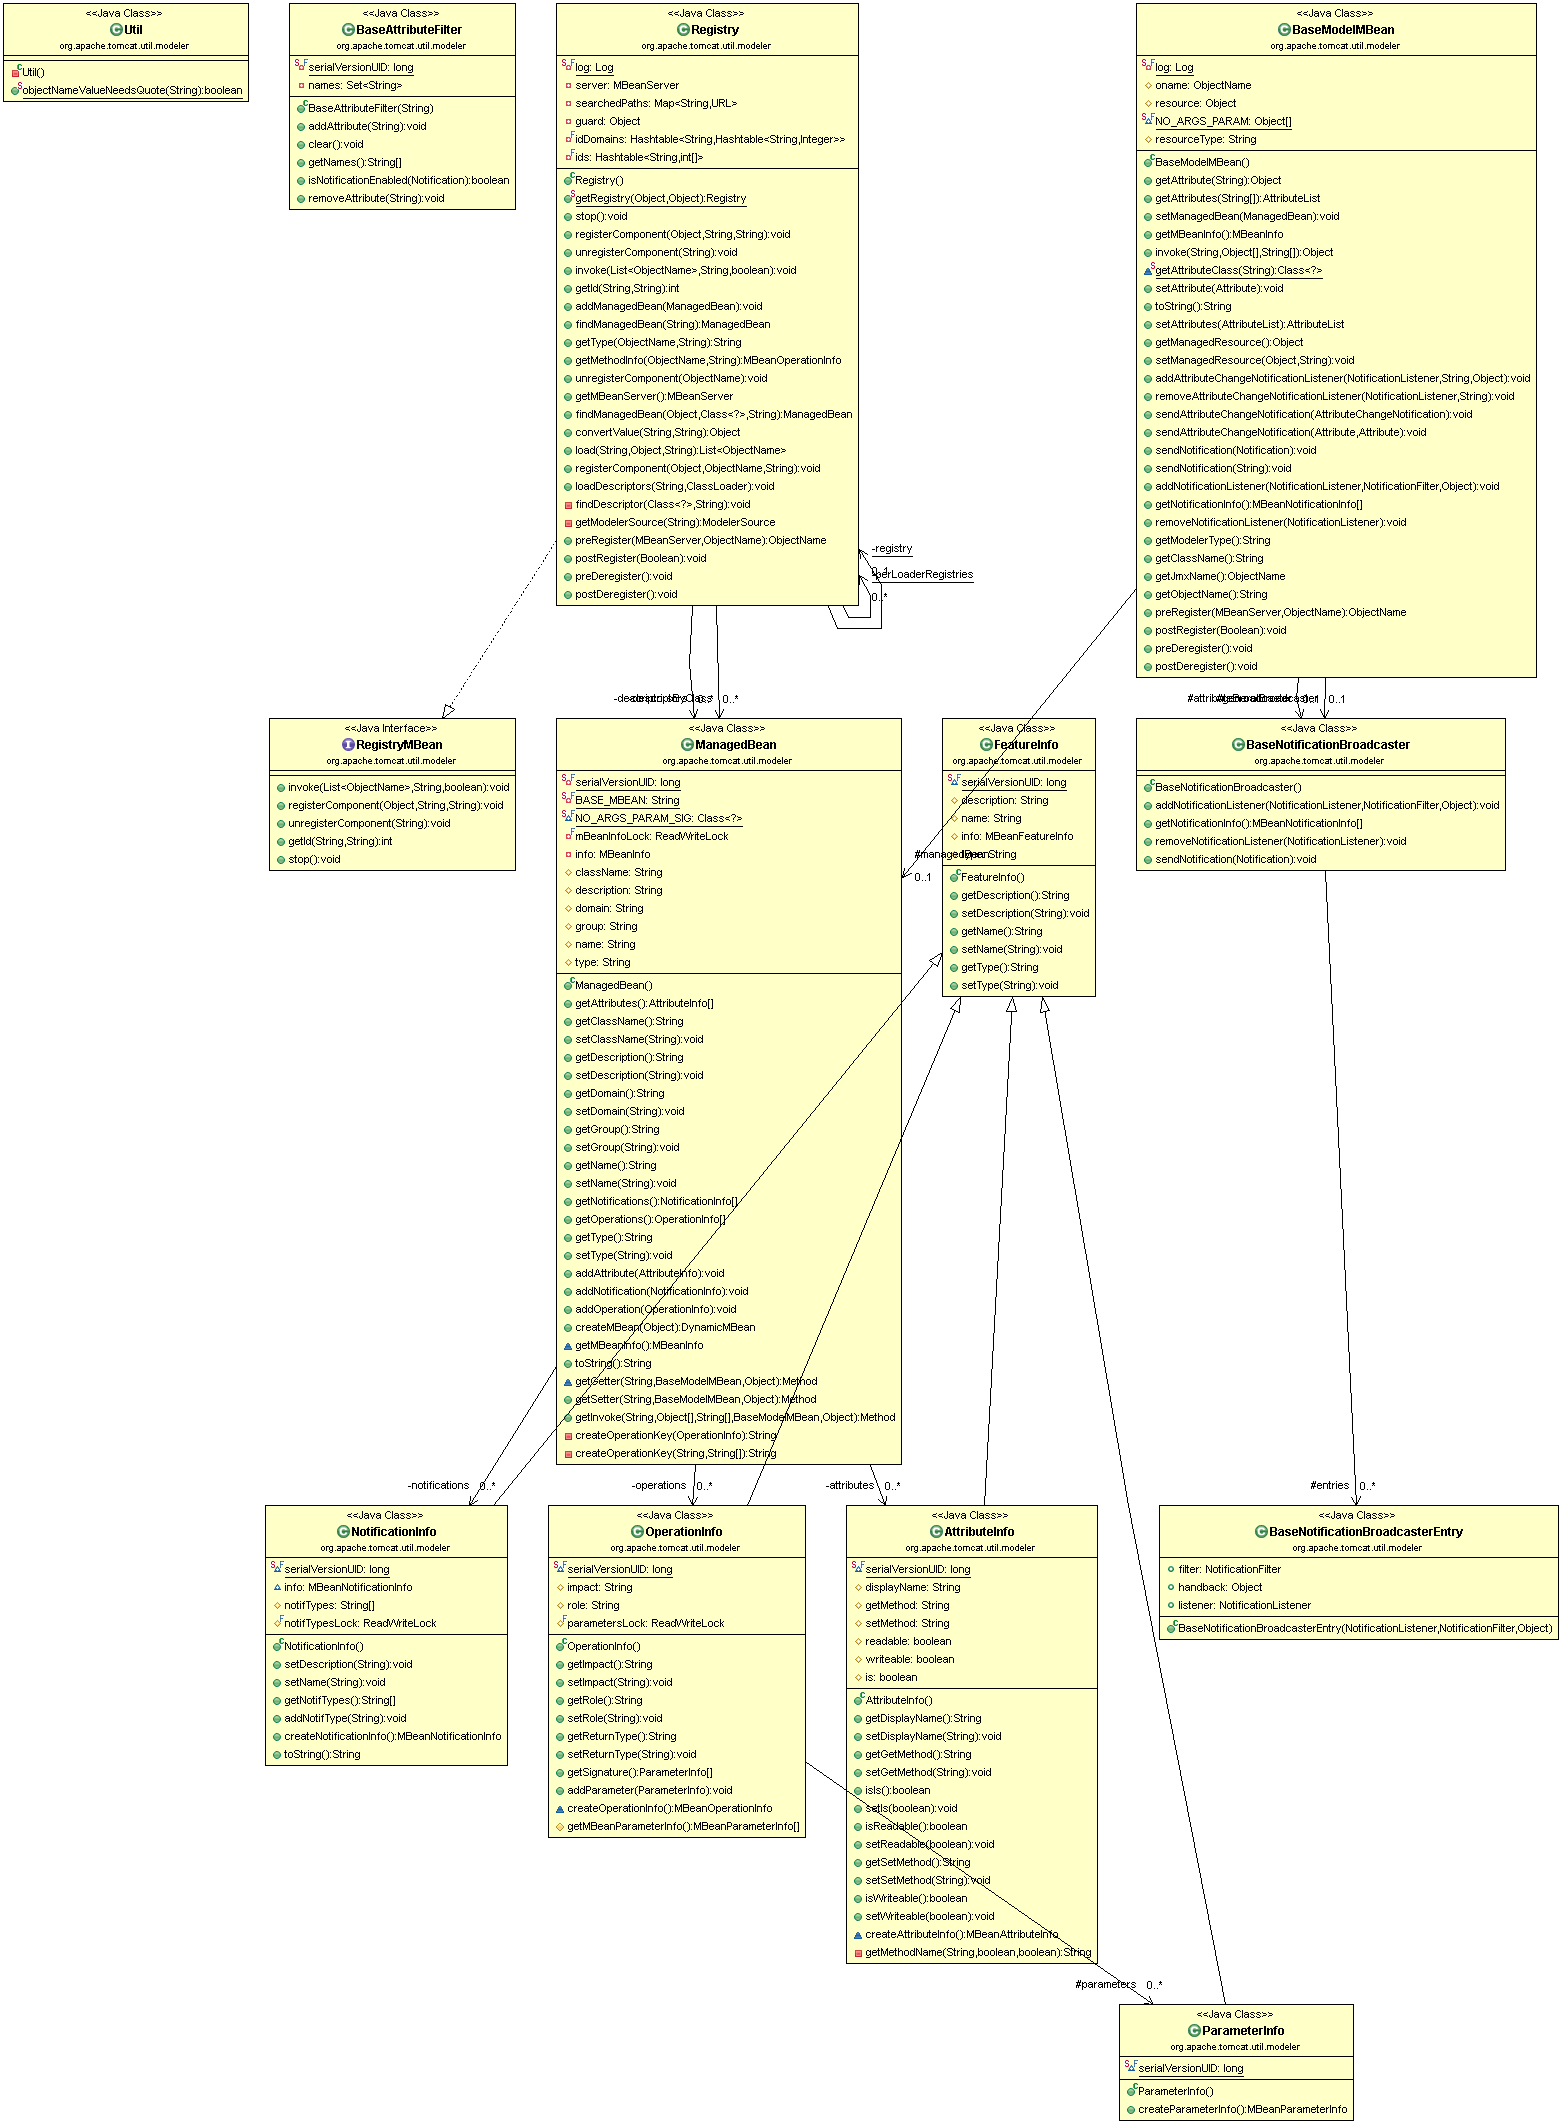 <<Java Class>>
Util
org.apache.tomcat.util.modeler
Util()
objectNameValueNeedsQuote(String):boolean
<<Java Class>>
BaseAttributeFilter
org.apache.tomcat.util.modeler
serialVersionUID: long
names: Set<String>
BaseAttributeFilter(String)
addAttribute(String):void
clear():void
getNames():String[]
isNotificationEnabled(Notification):boolean
removeAttribute(String):void
<<Java Class>>
Registry
org.apache.tomcat.util.modeler
log: Log
server: MBeanServer
searchedPaths: Map<String,URL>
guard: Object
idDomains: Hashtable<String,Hashtable<String,Integer>>
ids: Hashtable<String,int[]>
Registry()
getRegistry(Object,Object):Registry
stop():void
registerComponent(Object,String,String):void
unregisterComponent(String):void
invoke(List<ObjectName>,String,boolean):void
getId(String,String):int
addManagedBean(ManagedBean):void
findManagedBean(String):ManagedBean
getType(ObjectName,String):String
getMethodInfo(ObjectName,String):MBeanOperationInfo
unregisterComponent(ObjectName):void
getMBeanServer():MBeanServer
findManagedBean(Object,Class<?>,String):ManagedBean
convertValue(String,String):Object
load(String,Object,String):List<ObjectName>
registerComponent(Object,ObjectName,String):void
loadDescriptors(String,ClassLoader):void
findDescriptor(Class<?>,String):void
getModelerSource(String):ModelerSource
preRegister(MBeanServer,ObjectName):ObjectName
postRegister(Boolean):void
preDeregister():void
postDeregister():void
-registry
0..1
-perLoaderRegistries
0..*
<<Java Class>>
BaseModelMBean
org.apache.tomcat.util.modeler
log: Log
oname: ObjectName
resource: Object
NO_ARGS_PARAM: Object[]
resourceType: String
BaseModelMBean()
getAttribute(String):Object
getAttributes(String[]):AttributeList
setManagedBean(ManagedBean):void
getMBeanInfo():MBeanInfo
invoke(String,Object[],String[]):Object
getAttributeClass(String):Class<?>
setAttribute(Attribute):void
toString():String
setAttributes(AttributeList):AttributeList
getManagedResource():Object
setManagedResource(Object,String):void
addAttributeChangeNotificationListener(NotificationListener,String,Object):void
removeAttributeChangeNotificationListener(NotificationListener,String):void
sendAttributeChangeNotification(AttributeChangeNotification):void
sendAttributeChangeNotification(Attribute,Attribute):void
sendNotification(Notification):void
sendNotification(String):void
addNotificationListener(NotificationListener,NotificationFilter,Object):void
getNotificationInfo():MBeanNotificationInfo[]
removeNotificationListener(NotificationListener):void
getModelerType():String
getClassName():String
getJmxName():ObjectName
getObjectName():String
preRegister(MBeanServer,ObjectName):ObjectName
postRegister(Boolean):void
preDeregister():void
postDeregister():void
0..*
0..*
0..1
0..1
<<Java Interface>>
RegistryMBean
org.apache.tomcat.util.modeler
invoke(List<ObjectName>,String,boolean):void
registerComponent(Object,String,String):void
unregisterComponent(String):void
getId(String,String):int
stop():void
<<Java Class>>
ManagedBean
org.apache.tomcat.util.modeler
serialVersionUID: long
BASE_MBEAN: String
NO_ARGS_PARAM_SIG: Class<?>
mBeanInfoLock: ReadWriteLock
info: MBeanInfo
className: String
description: String
domain: String
group: String
name: String
type: String
ManagedBean()
getAttributes():AttributeInfo[]
getClassName():String
setClassName(String):void
getDescription():String
setDescription(String):void
getDomain():String
setDomain(String):void
getGroup():String
setGroup(String):void
getName():String
setName(String):void
getNotifications():NotificationInfo[]
getOperations():OperationInfo[]
getType():String
setType(String):void
addAttribute(AttributeInfo):void
addNotification(NotificationInfo):void
addOperation(OperationInfo):void
createMBean(Object):DynamicMBean
getMBeanInfo():MBeanInfo
toString():String
getGetter(String,BaseModelMBean,Object):Method
getSetter(String,BaseModelMBean,Object):Method
getInvoke(String,Object[],String[],BaseModelMBean,Object):Method
createOperationKey(OperationInfo):String
createOperationKey(String,String[]):String
#managedBean
0..1
<<Java Class>>
FeatureInfo
org.apache.tomcat.util.modeler
serialVersionUID: long
description: String
name: String
info: MBeanFeatureInfo
type: String
FeatureInfo()
getDescription():String
setDescription(String):void
getName():String
setName(String):void
getType():String
setType(String):void
<<Java Class>>
BaseNotificationBroadcaster
org.apache.tomcat.util.modeler
BaseNotificationBroadcaster()
addNotificationListener(NotificationListener,NotificationFilter,Object):void
getNotificationInfo():MBeanNotificationInfo[]
removeNotificationListener(NotificationListener):void
sendNotification(Notification):void
-notifications 0..*
-operations 0..*
-attributes 0..*
#entries 0..*
<<Java Class>>
NotificationInfo
org.apache.tomcat.util.modeler
serialVersionUID: long
info: MBeanNotificationInfo
notifTypes: String[]
notifTypesLock: ReadWriteLock
NotificationInfo()
setDescription(String):void
setName(String):void
getNotifTypes():String[]
addNotifType(String):void
createNotificationInfo():MBeanNotificationInfo
toString():String
<<Java Class>>
OperationInfo
org.apache.tomcat.util.modeler
serialVersionUID: long
impact: String
role: String
parametersLock: ReadWriteLock
OperationInfo()
getImpact():String
setImpact(String):void
getRole():String
setRole(String):void
getReturnType():String
setReturnType(String):void
getSignature():ParameterInfo[]
addParameter(ParameterInfo):void
createOperationInfo():MBeanOperationInfo
getMBeanParameterInfo():MBeanParameterInfo[]
<<Java Class>>
AttributeInfo
org.apache.tomcat.util.modeler
serialVersionUID: long
displayName: String
getMethod: String
setMethod: String
readable: boolean
writeable: boolean
is: boolean
AttributeInfo()
getDisplayName():String
setDisplayName(String):void
getGetMethod():String
setGetMethod(String):void
isIs():boolean
setIs(boolean):void
isReadable():boolean
setReadable(boolean):void
getSetMethod():String
setSetMethod(String):void
isWriteable():boolean
setWriteable(boolean):void
createAttributeInfo():MBeanAttributeInfo
getMethodName(String,boolean,boolean):String
<<Java Class>>
BaseNotificationBroadcasterEntry
org.apache.tomcat.util.modeler
filter: NotificationFilter
handback: Object
listener: NotificationListener
BaseNotificationBroadcasterEntry(NotificationListener,NotificationFilter,Object)
#parameters 0..*
<<Java Class>>
ParameterInfo
org.apache.tomcat.util.modeler
serialVersionUID: long
ParameterInfo()
createParameterInfo():MBeanParameterInfo